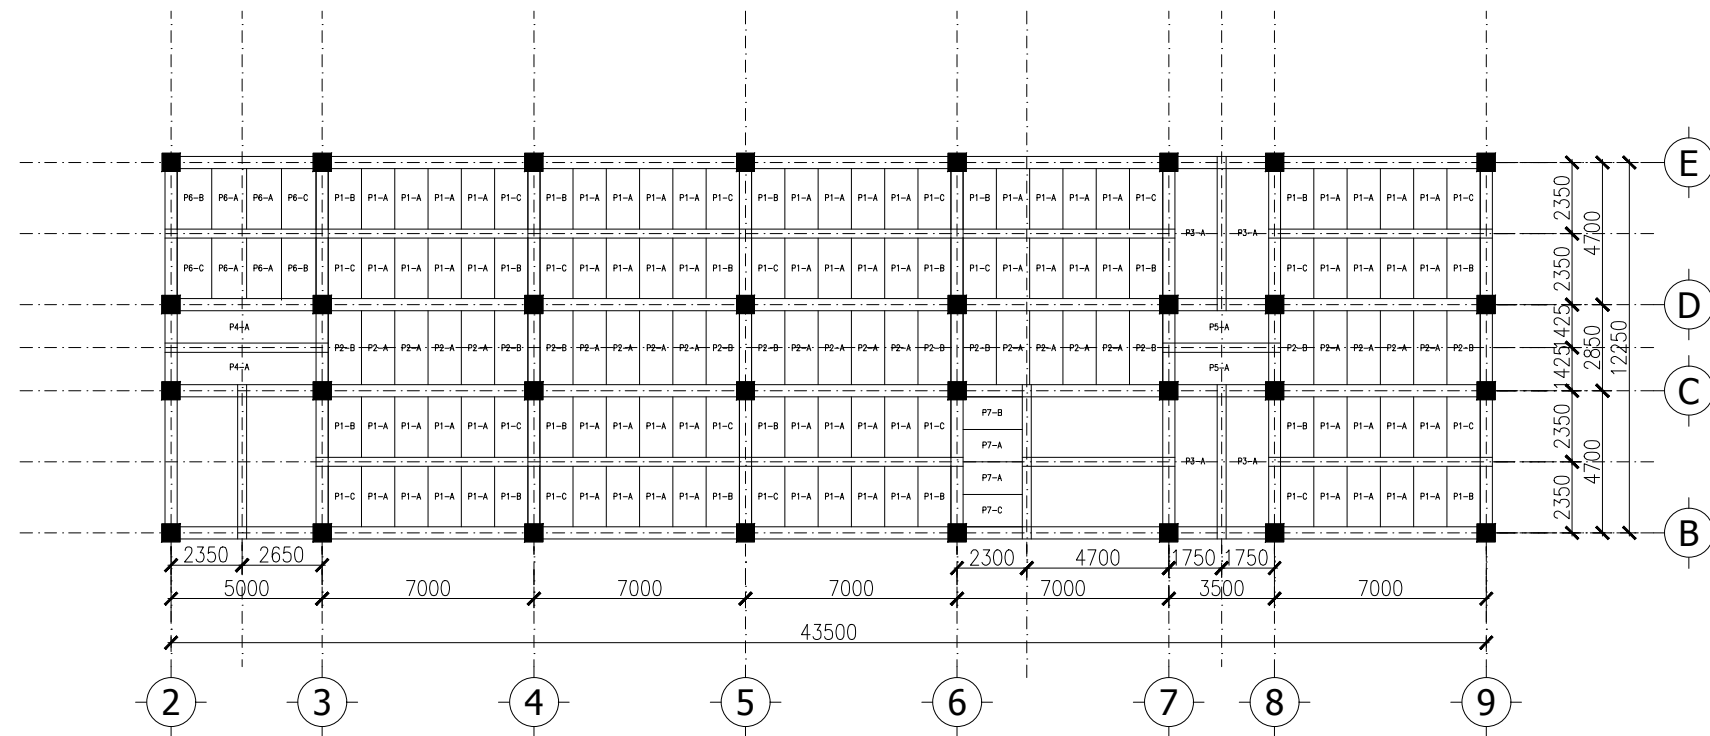 E
P6-B P6-A P6-A P6-C P1-B P1-A P1-A P1-A P1-A P1-C P1-B P1-A P1-A P1-A P1-A P1-C P1-B P1-A P1-A P1-A P1-A P1-C P1-B P1-A P1-A P1-A P1-A P1-C P1-B P1-A P1-A P1-A P1-A P1-C 2350
P3-A P3-A 4700
P6-C P6-A P6-A P6-B P1-C P1-A P1-A P1-A P1-A P1-B P1-C P1-A P1-A P1-A P1-A P1-B P1-C P1-A P1-A P1-A P1-A P1-B P1-C P1-A P1-A P1-A P1-A P1-B P1-C P1-A P1-A P1-A P1-A P1-B 2350
D
P4-A P5-A 1425
P2-B P2-A P2-A P2-A P2-A P2-B P2-B P2-A P2-A P2-A P2-A P2-B P2-B P2-A P2-A P2-A P2-A P2-B P2-B P2-A P2-A P2-A P2-A P2-B P2-B P2-A P2-A P2-A P2-A P2-B 2850 12250
P4-A P5-A 1425
C
P7-B
P1-B P1-A P1-A P1-A P1-A P1-C P1-B P1-A P1-A P1-A P1-A P1-C P1-B P1-A P1-A P1-A P1-A P1-C P1-B P1-A P1-A P1-A P1-A P1-C 2350
P7-A
P3-A P3-A 4700
P7-A
P1-C P1-A P1-A P1-A P1-A P1-B P1-C P1-A P1-A P1-A P1-A P1-B P1-C P1-A P1-A P1-A P1-A P1-B P1-C P1-A P1-A P1-A P1-A P1-B 2350
P7-C
B
2350 2650 2300 4700 1750 1750
5000 7000 7000 7000 7000 3500 7000
43500
2 3 4 5 6 7 8 9